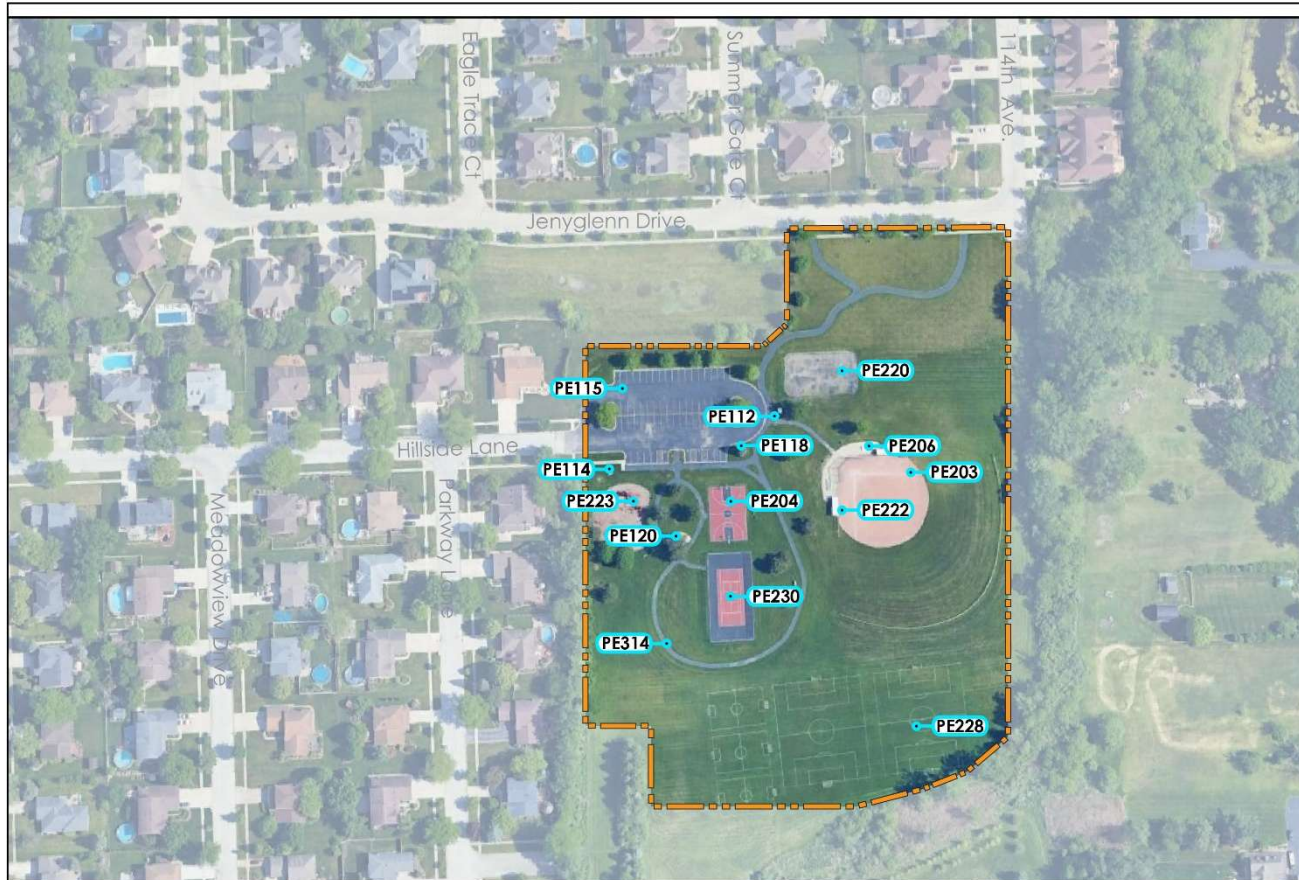 Eagle Trace Ct
Summer Gate Ct
114th Ave.
Jenyglenn Drive
PE220
PE115
PE112
Hillside Lane
PE118
PE206
PE114
PE203
PE223
PE204
PE222
Meadowview Drive
Parkway Lane
PE120
PE230
PE314
PE228